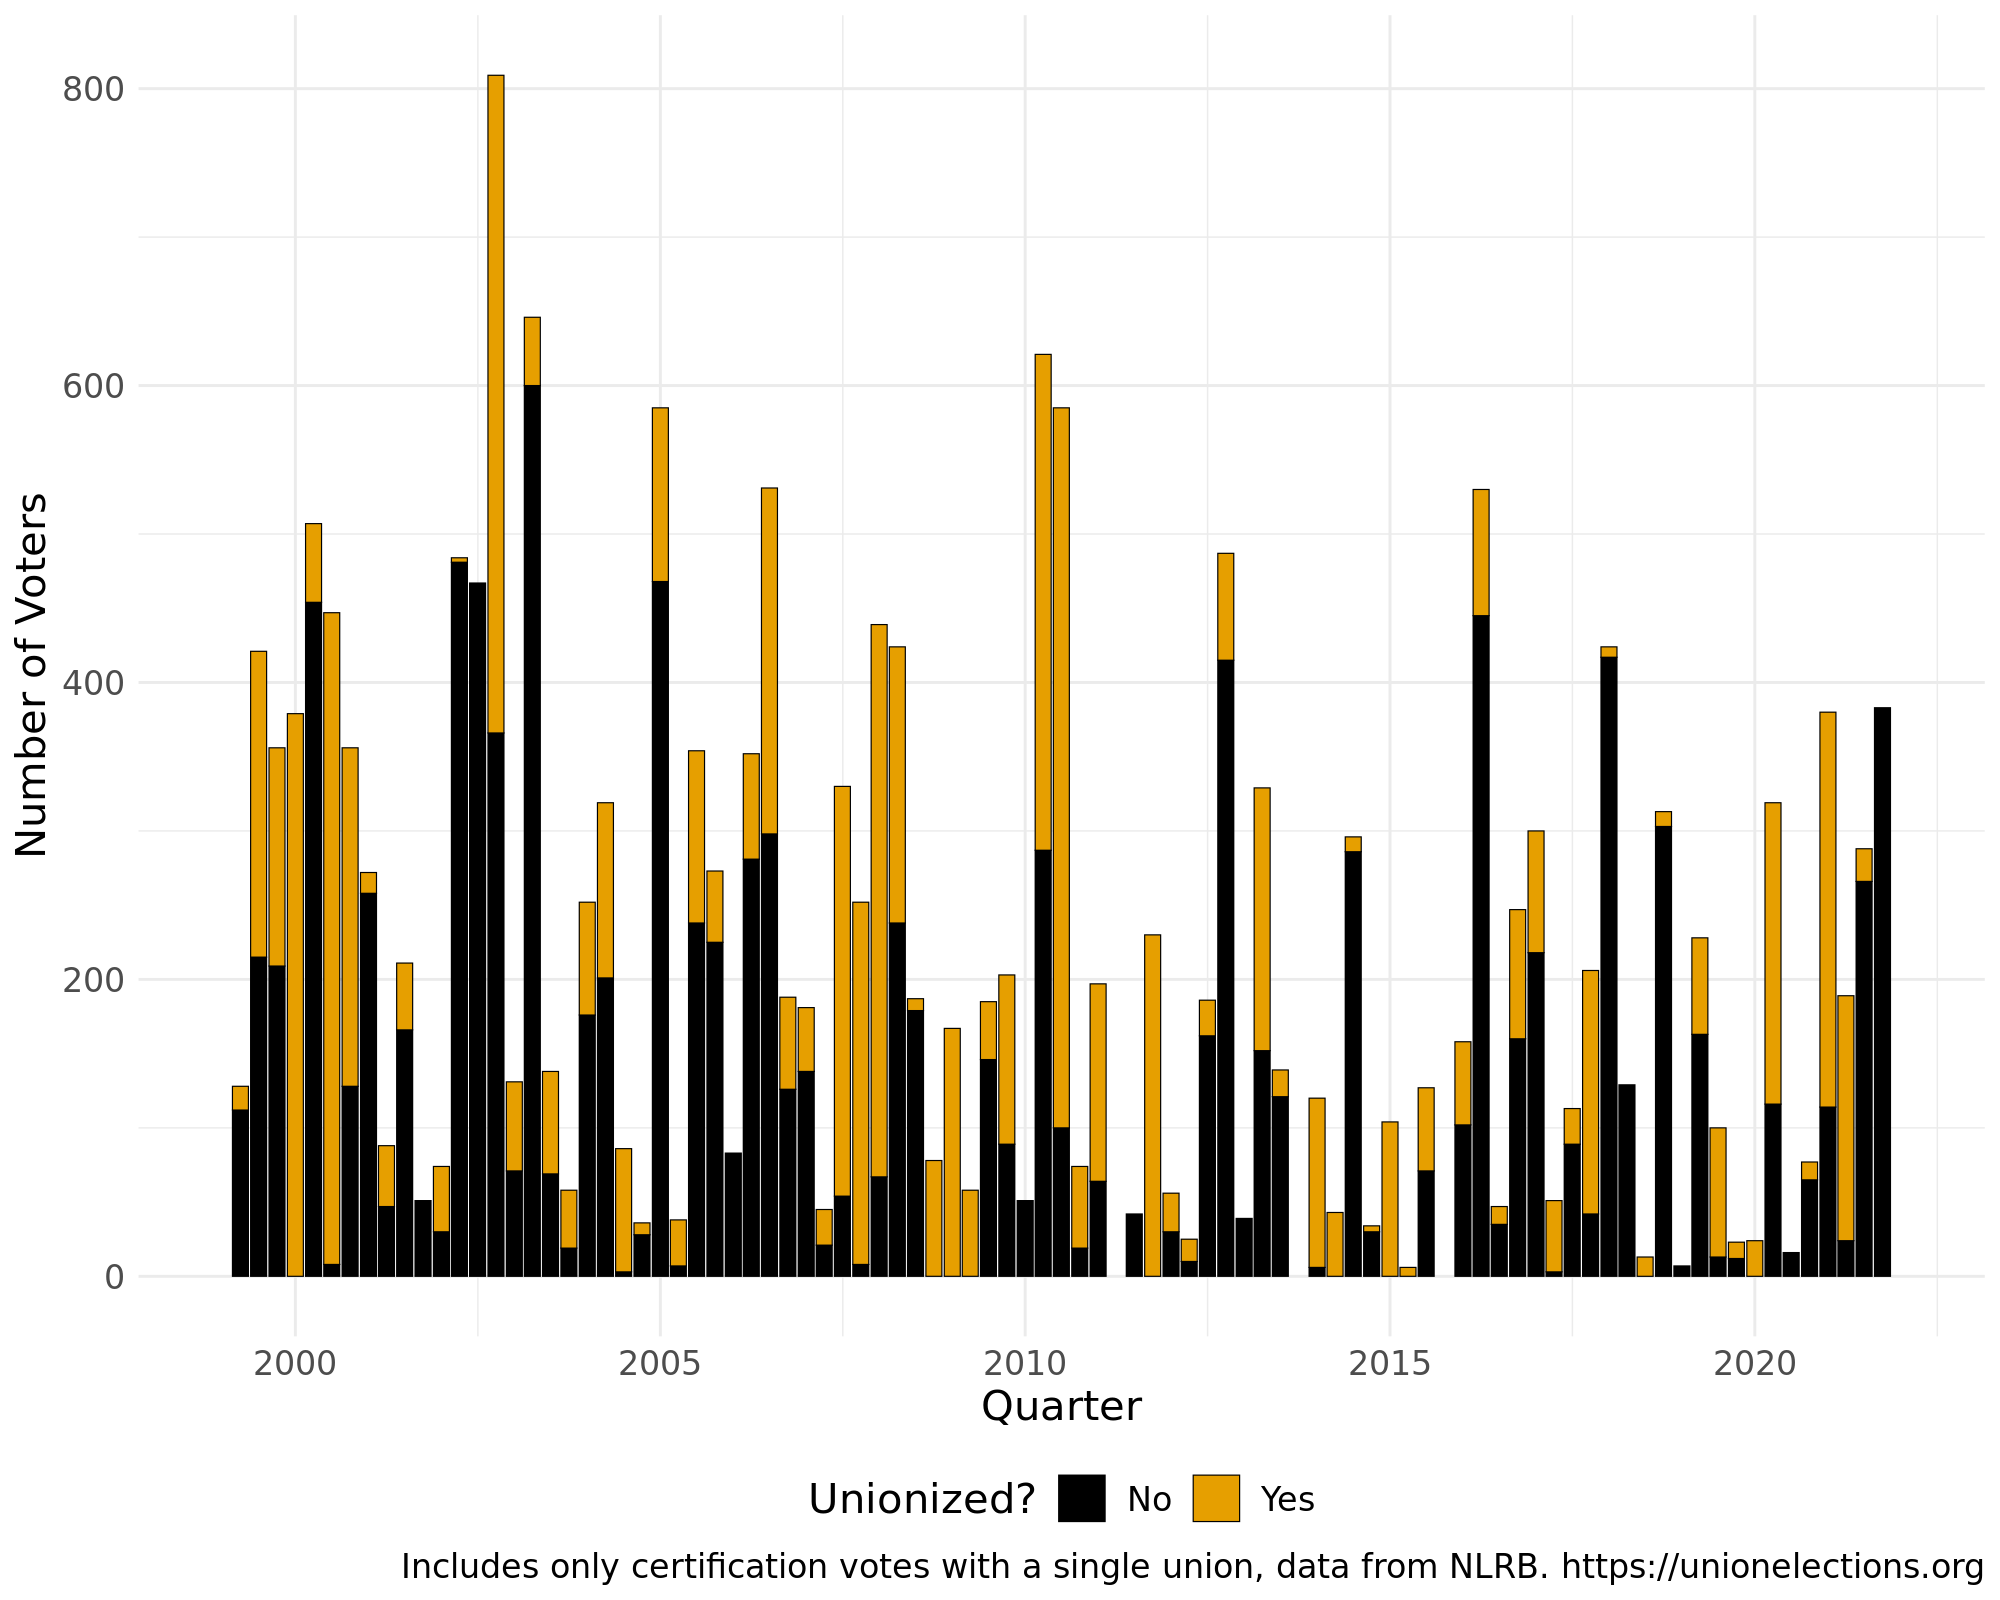 800
600
400
200
0
Number of Voters
2000 2005 2010 2015 2020
Quarter
Unionized? No Yes
Includes only certification votes with a single union, data from NLRB. https://unionelections.org